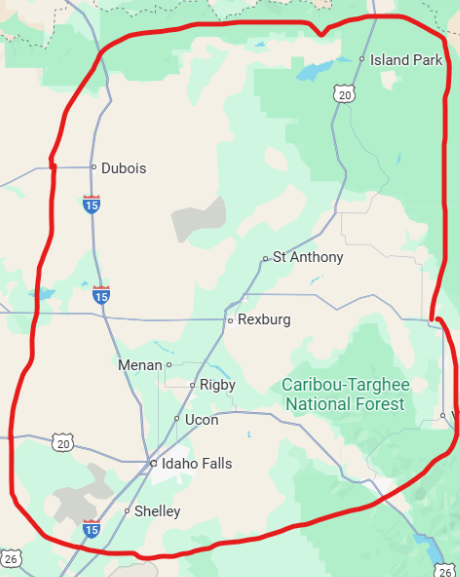 Island Park
20
Dubois
15
St Anthony
15
Rexburg
Menan
Rigby
Caribou-Targhee
National Forest
Ucon
V
20
Idaho Falls
Shelley
15
26
26